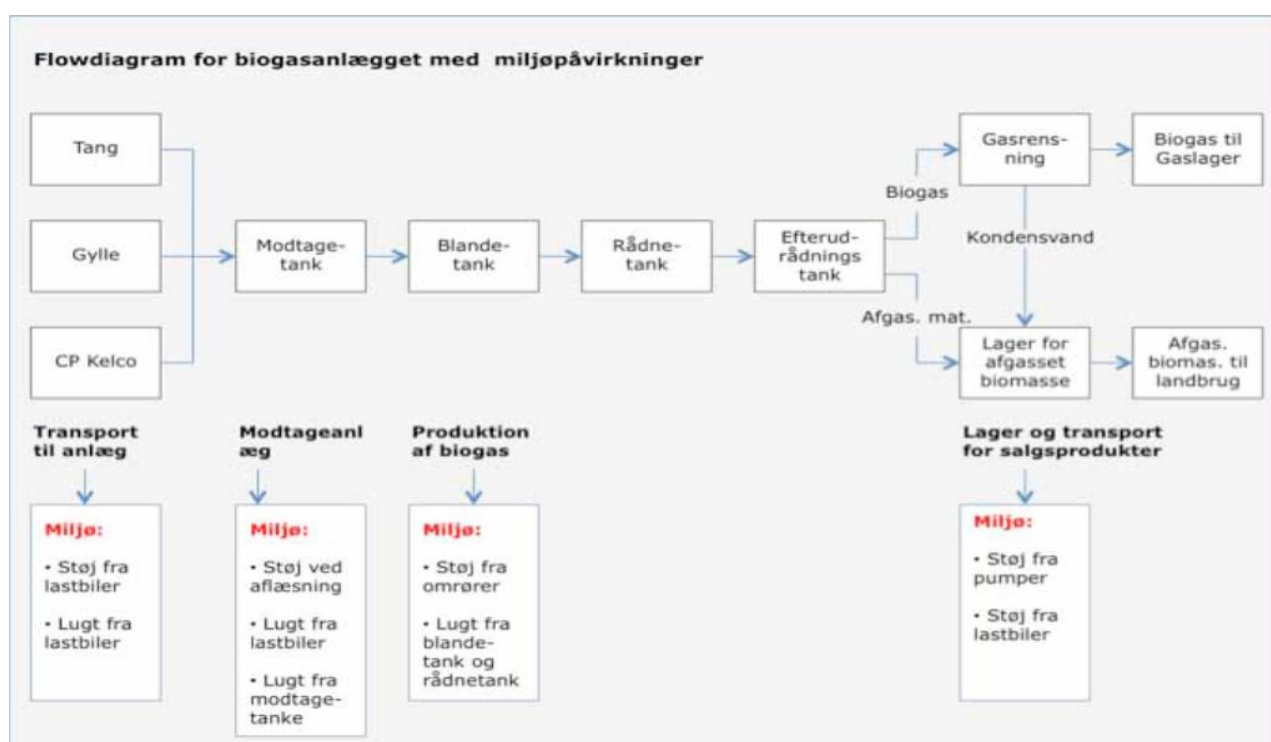 Flowdiagram for biogasanlægget med miljøpåvirkninger
Tang
Gylle
CP Kelco
Modtage-
tank
Blande-
tank
Rådne-
tank
Efterud-
rådnings
tank
Biogas
Afgas. mat.
Gasrens-
ning
Biogas til
Gaslager
Kondensvand
Lager for
afgasset
biomasse
Afgas.
biomas. til
landbrug
Transport
til anlæg
Miljø:
• Støj fra
lastbiler
• Lugt fra
lastbiler
Modtageanl
æg
Miljø:
• Støj ved
aflæsning
• Lugt fra
lastbiler
• Lugt fra
modtage-
tanke
Produktion
af biogas
Miljø:
• Støj fra
omrører
• Lugt fra
blande-
tank og
rådnetank
Lager og transport
for salgsprodukter
Miljø:
• Støj fra
pumper
• Støj fra
lastbiler